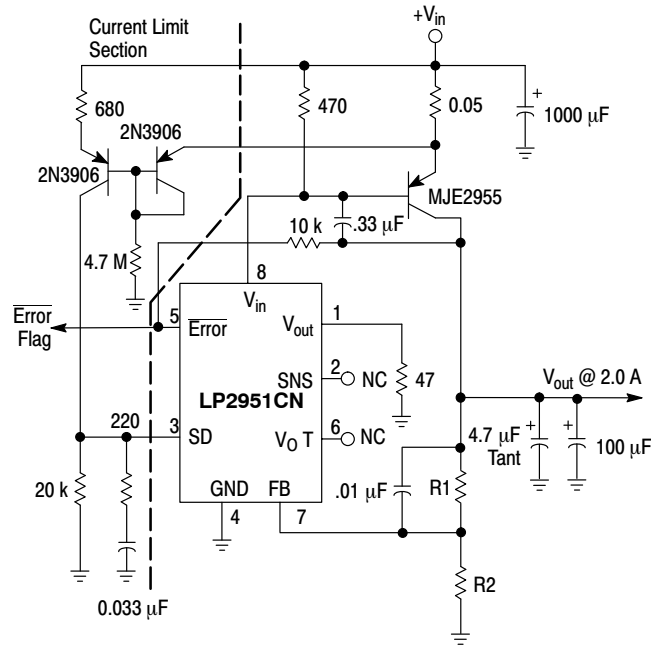 Current Limit
Section
+Vin
680
470
0.05
+
1000 µF
2N3906
2N3906
MJE2955
10 k
.33 µF
4.7 M
8
Vin
Error
Flag
5
Error
Vout
1
SNS
2
NC
47
LP2951CN
Vout @ 2.0 A
220
3
SD
VO T
6
NC
4.7 µF
Tant
+
+
100 µF
20 k
GND
FB
.01 µF
R1
4
7
0.033 µF
R2